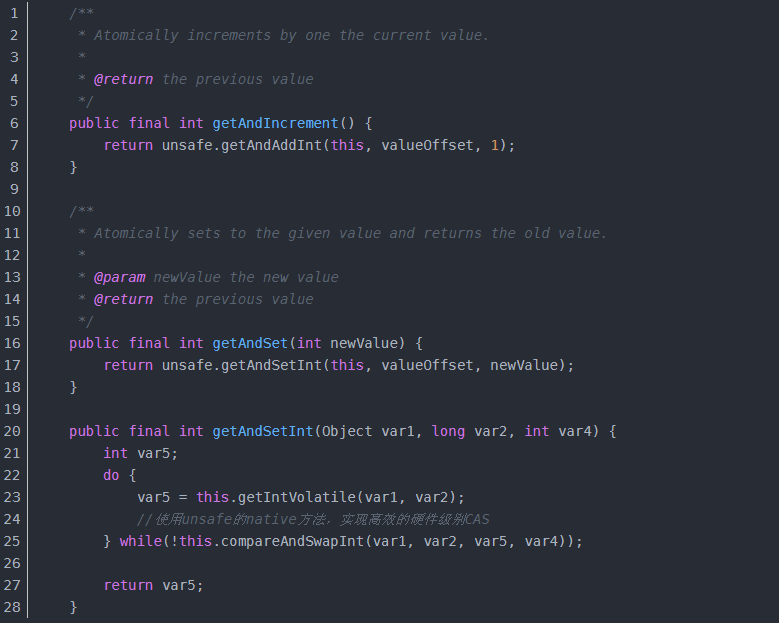 1 /**
2 * Atomically increments by one the current value.
3 *
4 * @return the previous value
5 */
6 public final int getAndIncrement() {
7 return unsafe.getAndAddInt(this, valueOffset, 1);
8 }
9
10 /**
11 * Atomically sets to the given value and returns the old value.
12 *
13 * @param newValue the new value
14 * @return the previous value
15 */
16 public final int getAndSet(int newValue) {
17 return unsafe.getAndSetInt(this, valueOffset, newValue);
18 }
19
20 public final int getAndSetInt(Object var1, long var2, int var4) {
21 int var5;
22 do {
23 var5 = this.getIntVolatile(var1, var2);
24 //使用unsafe的native方法，实现高效的硬件级别CAS
25 } while(!this.compareAndSwapInt(var1, var2, var5, var4));
26
27 return var5;
28 }